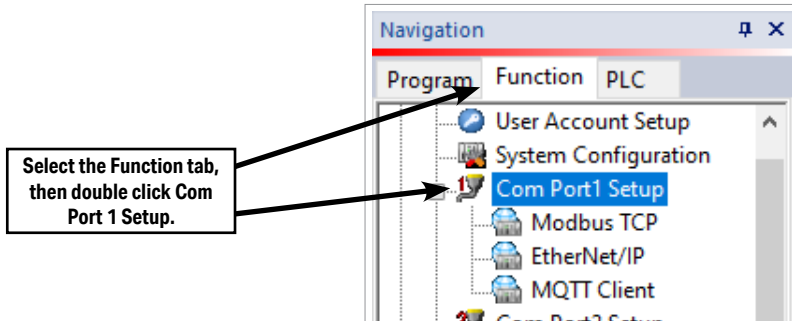 Navigation
Program Function PLC
User Account Setup
System Configuration
Select the Function tab,
then double click Com
Port 1 Setup.
Com Port1 Setup
Modbus TCP
EtherNet/IP
MQTT Client